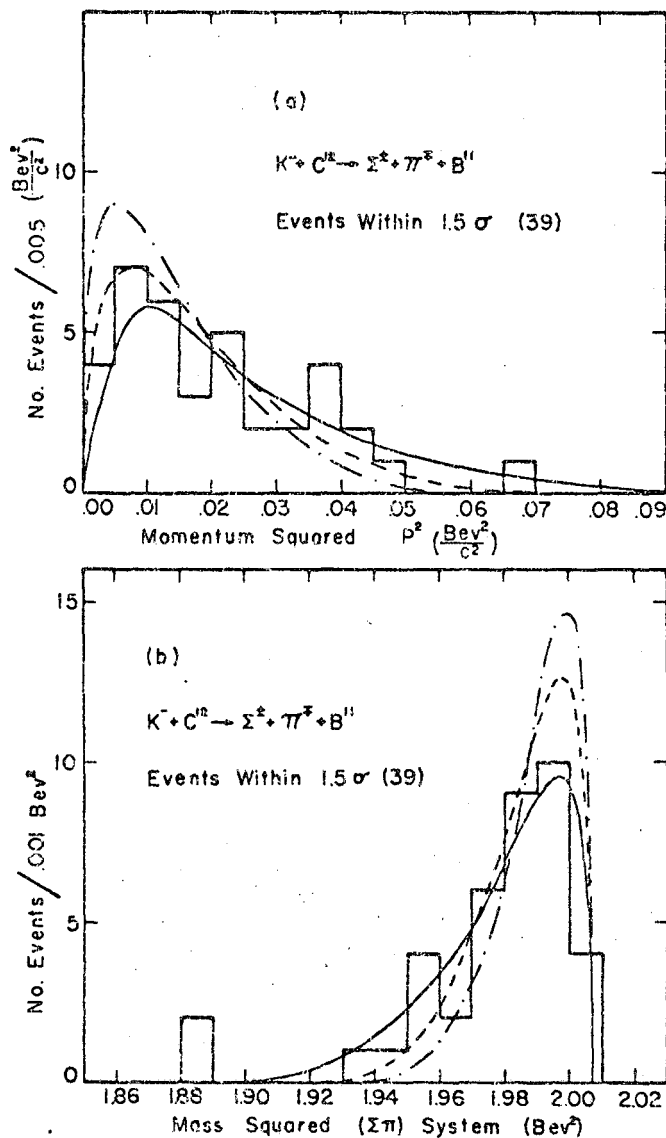 (a)
K⁻ + C¹² → Σ± + π∓ + B¹¹
Events Within 1.5 σ (39)
No. Events / .005 (Bev²/c²)
10
5
0
.00 .01 .02 .03 .04 .05 .06 .07 .08 .09
Momentum Squared P² (Bev²/c²)
(b)
K⁻ + C¹² → Σ± + π∓ + B¹¹
Events Within 1.5 σ (39)
No. Events / .001 Bev²
15
10
5
0
1.86 1.88 1.90 1.92 1.94 1.96 1.98 2.00 2.02
Mass Squared (Σπ) System (Bev²)